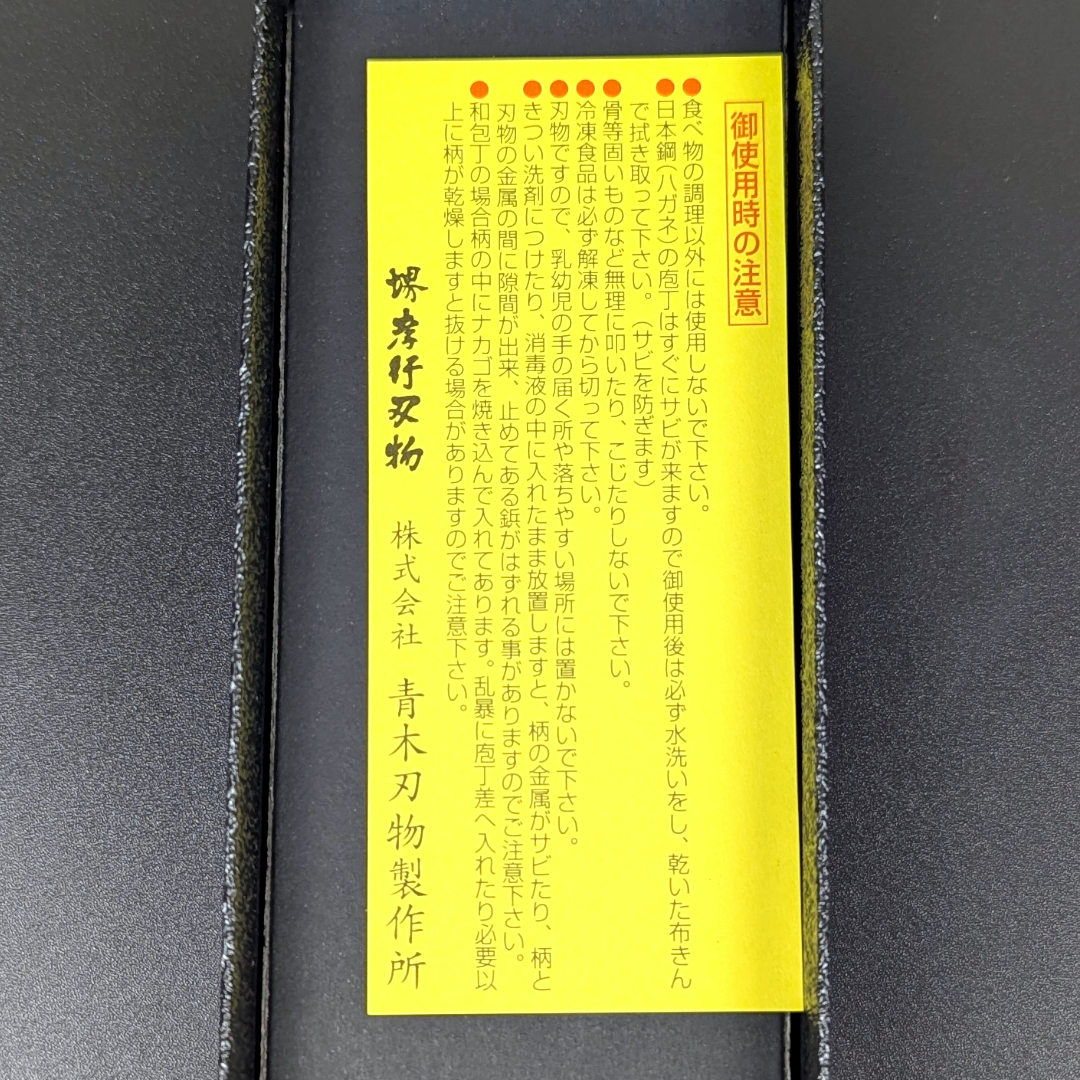 御使用時の注意
●食べ物の調理以外には使用しないで下さい。
●日本鋼(ハガネ)の庖丁はすぐにサビが来ますので御使用後は必ず水洗いをし、乾いた布きん
で拭き取って下さい。(サビを防ぎます)
●骨等固いものなど無理に叩いたり、こじたりしないで下さい。
●冷凍食品は必ず解凍してから切って下さい。
●刃物ですので、乳幼児の手の届く所や落ちやすい場所には置かないで下さい。
●きつい洗剤につけたり、消毒液の中に入れたまま放置しますと、柄の金属がサビたり、柄と
刃物の金属の間に隙間が出来、止めてある鋲がはずれる事がありますのでご注意下さい。
●和包丁の場合柄の中にナカゴを焼き込んで入れてあります。乱暴に庖丁差へ入れたり必要以
上に柄が乾燥しますと抜ける場合がありますのでご注意下さい。
堺孝行刃物 株式会社 青木刃物製作所